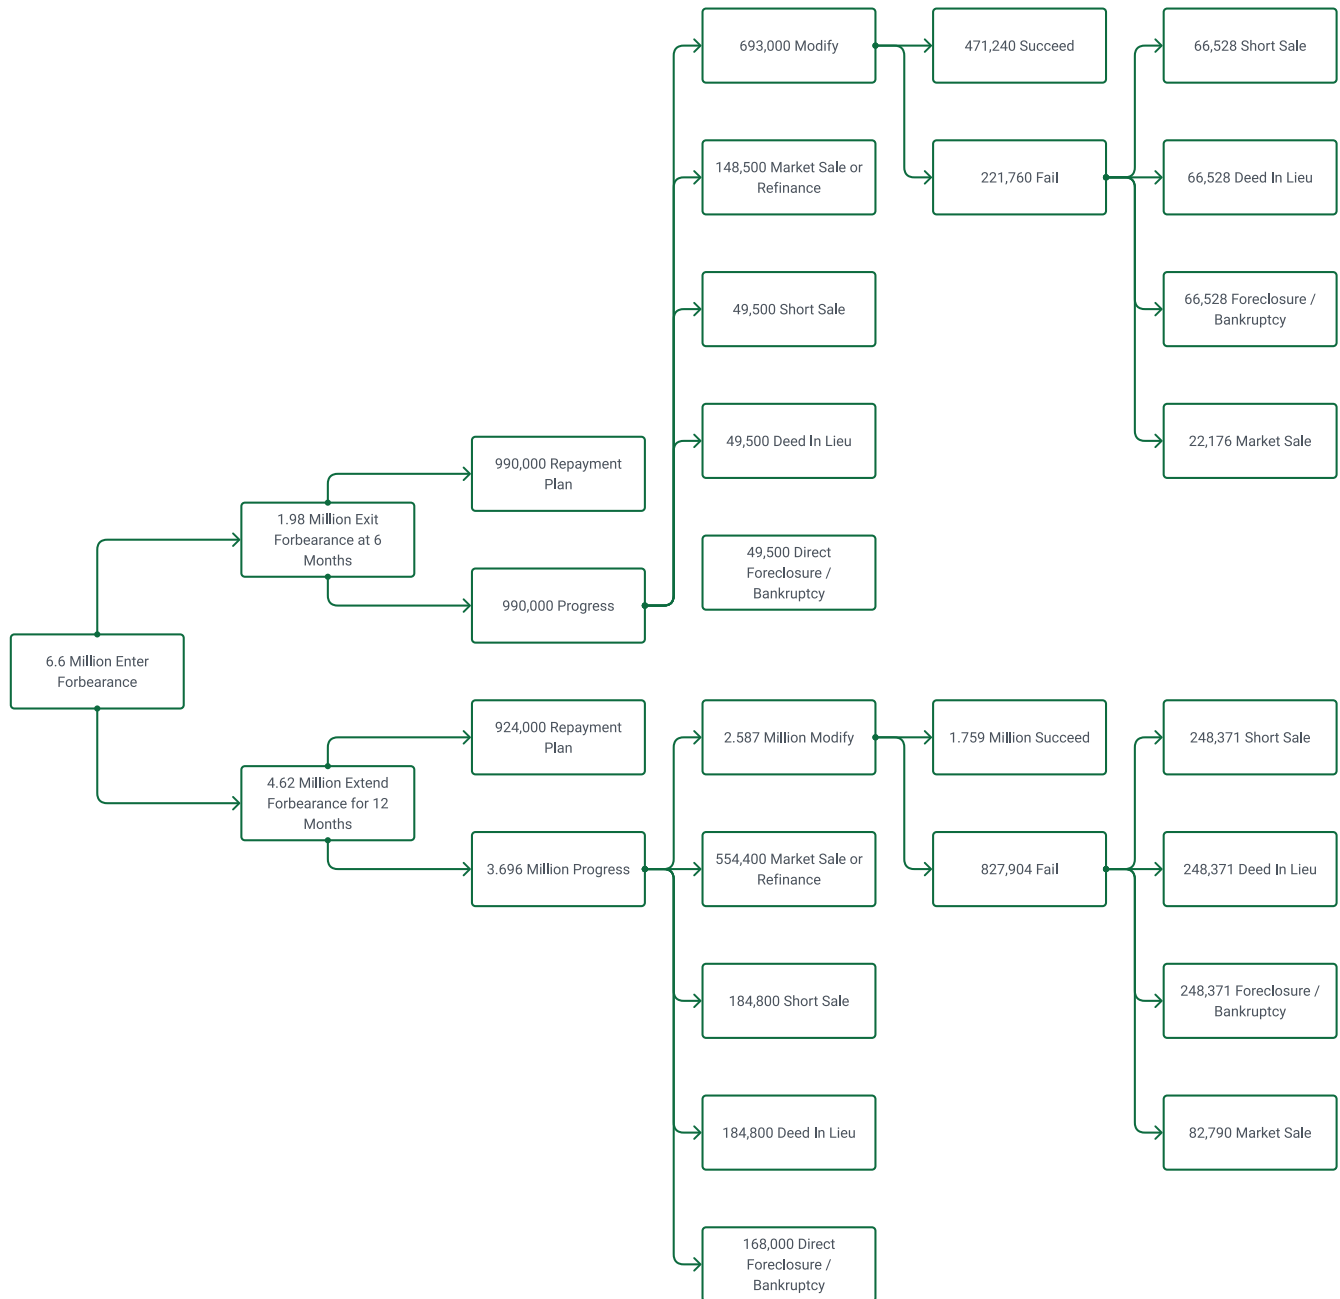 693,000 Modify
471,240 Succeed
66,528 Short Sale
148,500 Market Sale or
Refinance
221,760 Fail
66,528 Deed In Lieu
49,500 Short Sale
66,528 Foreclosure /
Bankruptcy
49,500 Deed In Lieu
22,176 Market Sale
990,000 Repayment
Plan
1.98 Million Exit
Forbearance at 6
Months
49,500 Direct
Foreclosure /
Bankruptcy
990,000 Progress
6.6 Million Enter
Forbearance
924,000 Repayment
Plan
2.587 Million Modify
1.759 Million Succeed
248,371 Short Sale
4.62 Million Extend
Forbearance for 12
Months
3.696 Million Progress
554,400 Market Sale or
Refinance
827,904 Fail
248,371 Deed In Lieu
184,800 Short Sale
248,371 Foreclosure /
Bankruptcy
184,800 Deed In Lieu
82,790 Market Sale
168,000 Direct
Foreclosure /
Bankruptcy